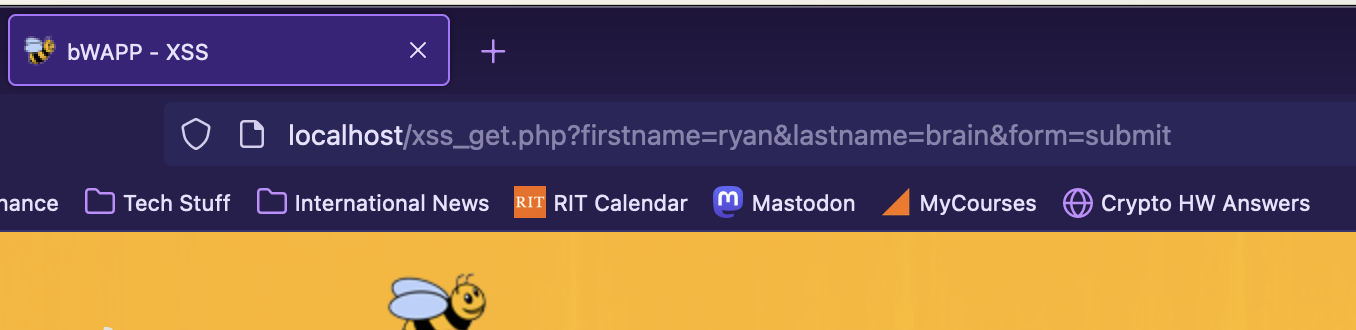 bWAPP - XSS
localhost/xss_get.php?firstname=ryan&lastname=brain&form=submit
nance Tech Stuff International News RIT RIT Calendar m Mastodon MyCourses Crypto HW Answers